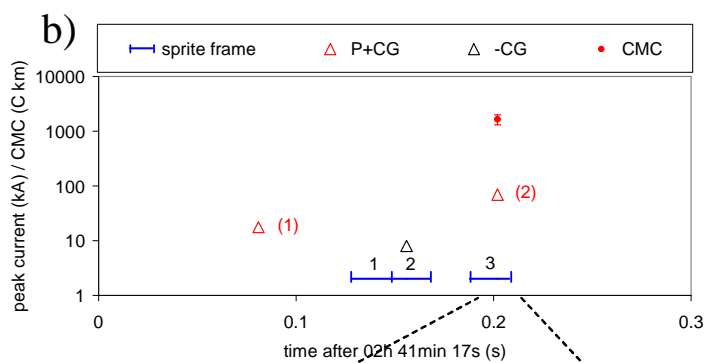 b)
sprite frame P+CG -CG CMC
peak current (kA) / CMC (C km)
10000
1000
100
10
1
(1)
(2)
1 2 3
0 0.1 0.2 0.3
time after 02h 41min 17s (s)